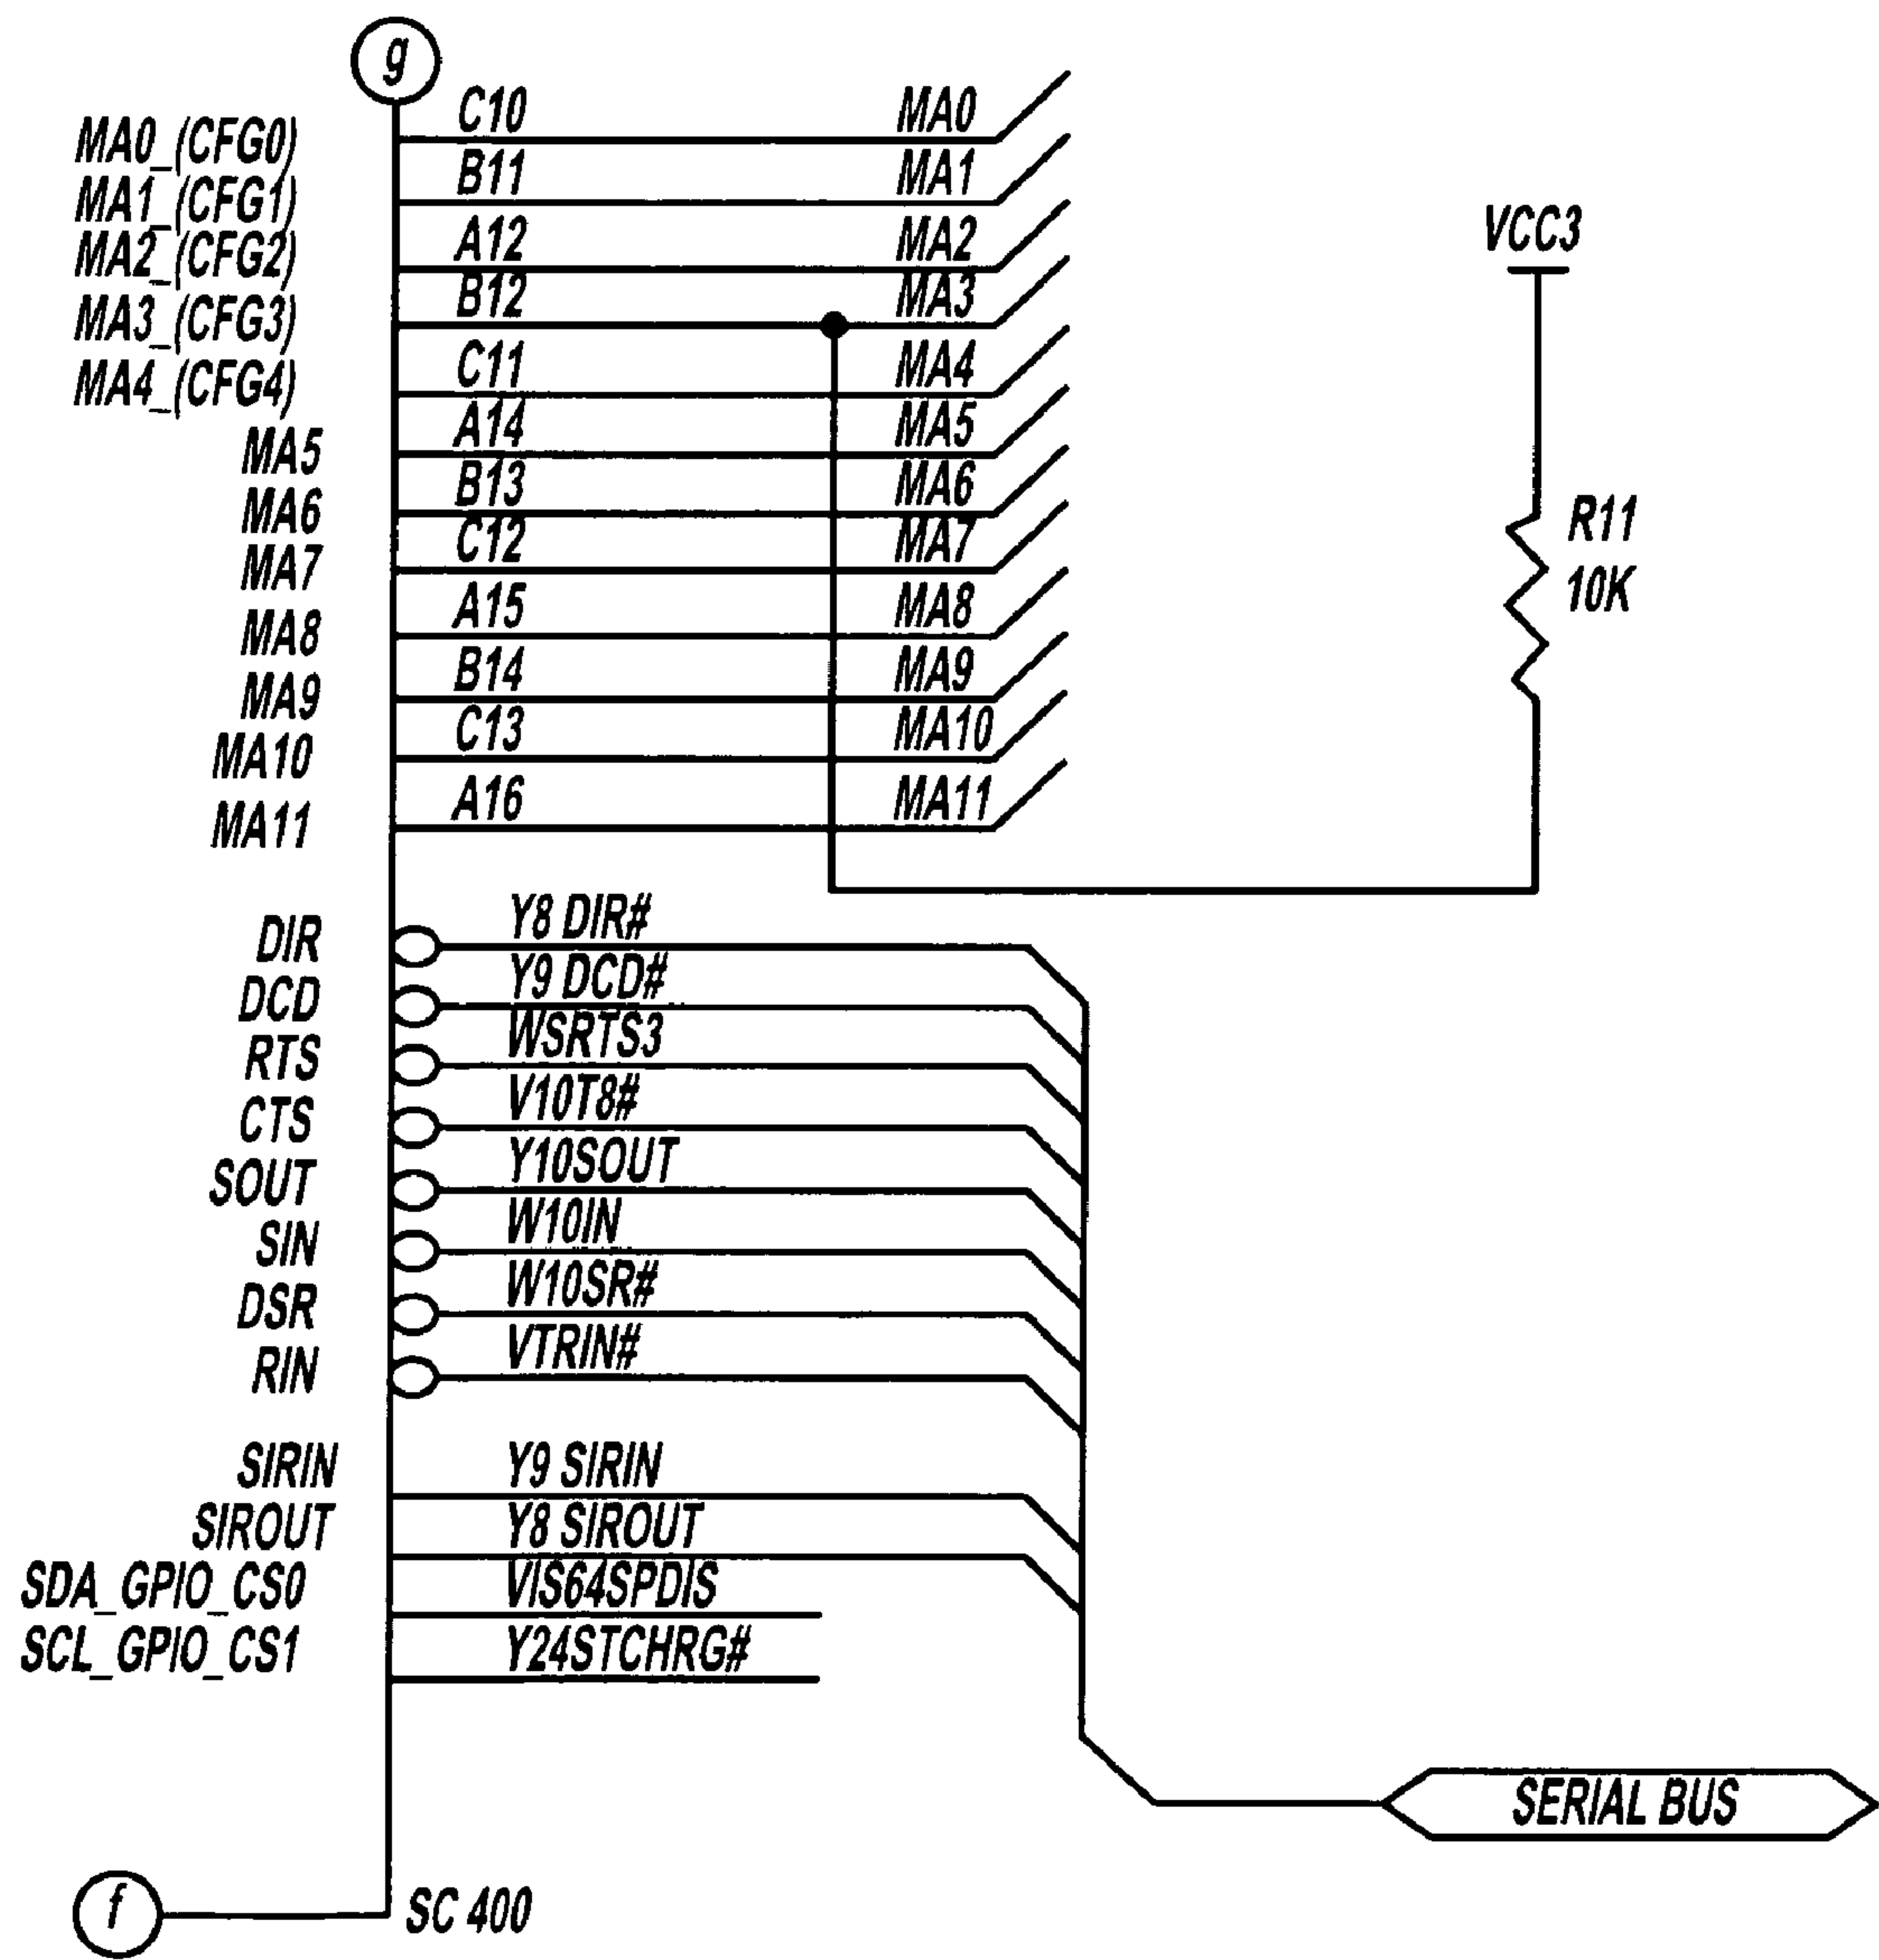 g
MA0_(CFG0) C10 MA0
MA1_(CFG1) B11 MA1
MA2_(CFG2) A12 MA2
VCC3
MA3_(CFG3) B12 MA3
MA4_(CFG4) C11 MA4
MA5 A14 MA5
MA6 B13 MA6
R11
MA7 C12 MA7
10K
MA8 A15 MA8
MA9 B14 MA9
MA10 C13 MA10
MA11 A16 MA11
DIR Y8 DIR#
DCD Y9 DCD#
RTS WSRTS3
CTS V10T8#
SOUT Y10SOUT
SIN W10IN
DSR W10SR#
RIN VTRIN#
SIRIN Y9 SIRIN
SIROUT Y8 SIROUT
SDA_GPIO_CS0 VIS64SPDIS
SCL_GPIO_CS1 Y24STCHRG#
SERIAL BUS
f SC 400